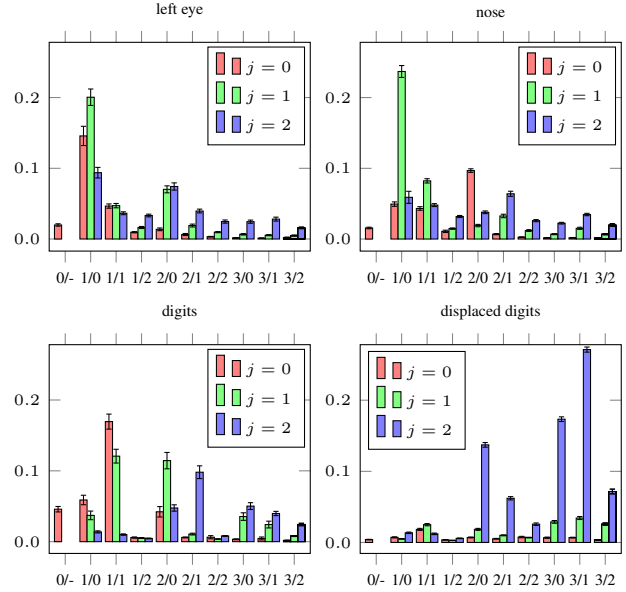 left eye
0.2
0.1
0.0
j = 0
j = 1
j = 2
0/- 1/0 1/1 1/2 2/0 2/1 2/2 3/0 3/1 3/2
nose
0.2
0.1
0.0
j = 0
j = 1
j = 2
0/- 1/0 1/1 1/2 2/0 2/1 2/2 3/0 3/1 3/2
digits
0.2
0.1
0.0
j = 0
j = 1
j = 2
0/- 1/0 1/1 1/2 2/0 2/1 2/2 3/0 3/1 3/2
displaced digits
0.2
0.1
0.0
j = 0
j = 1
j = 2
0/- 1/0 1/1 1/2 2/0 2/1 2/2 3/0 3/1 3/2